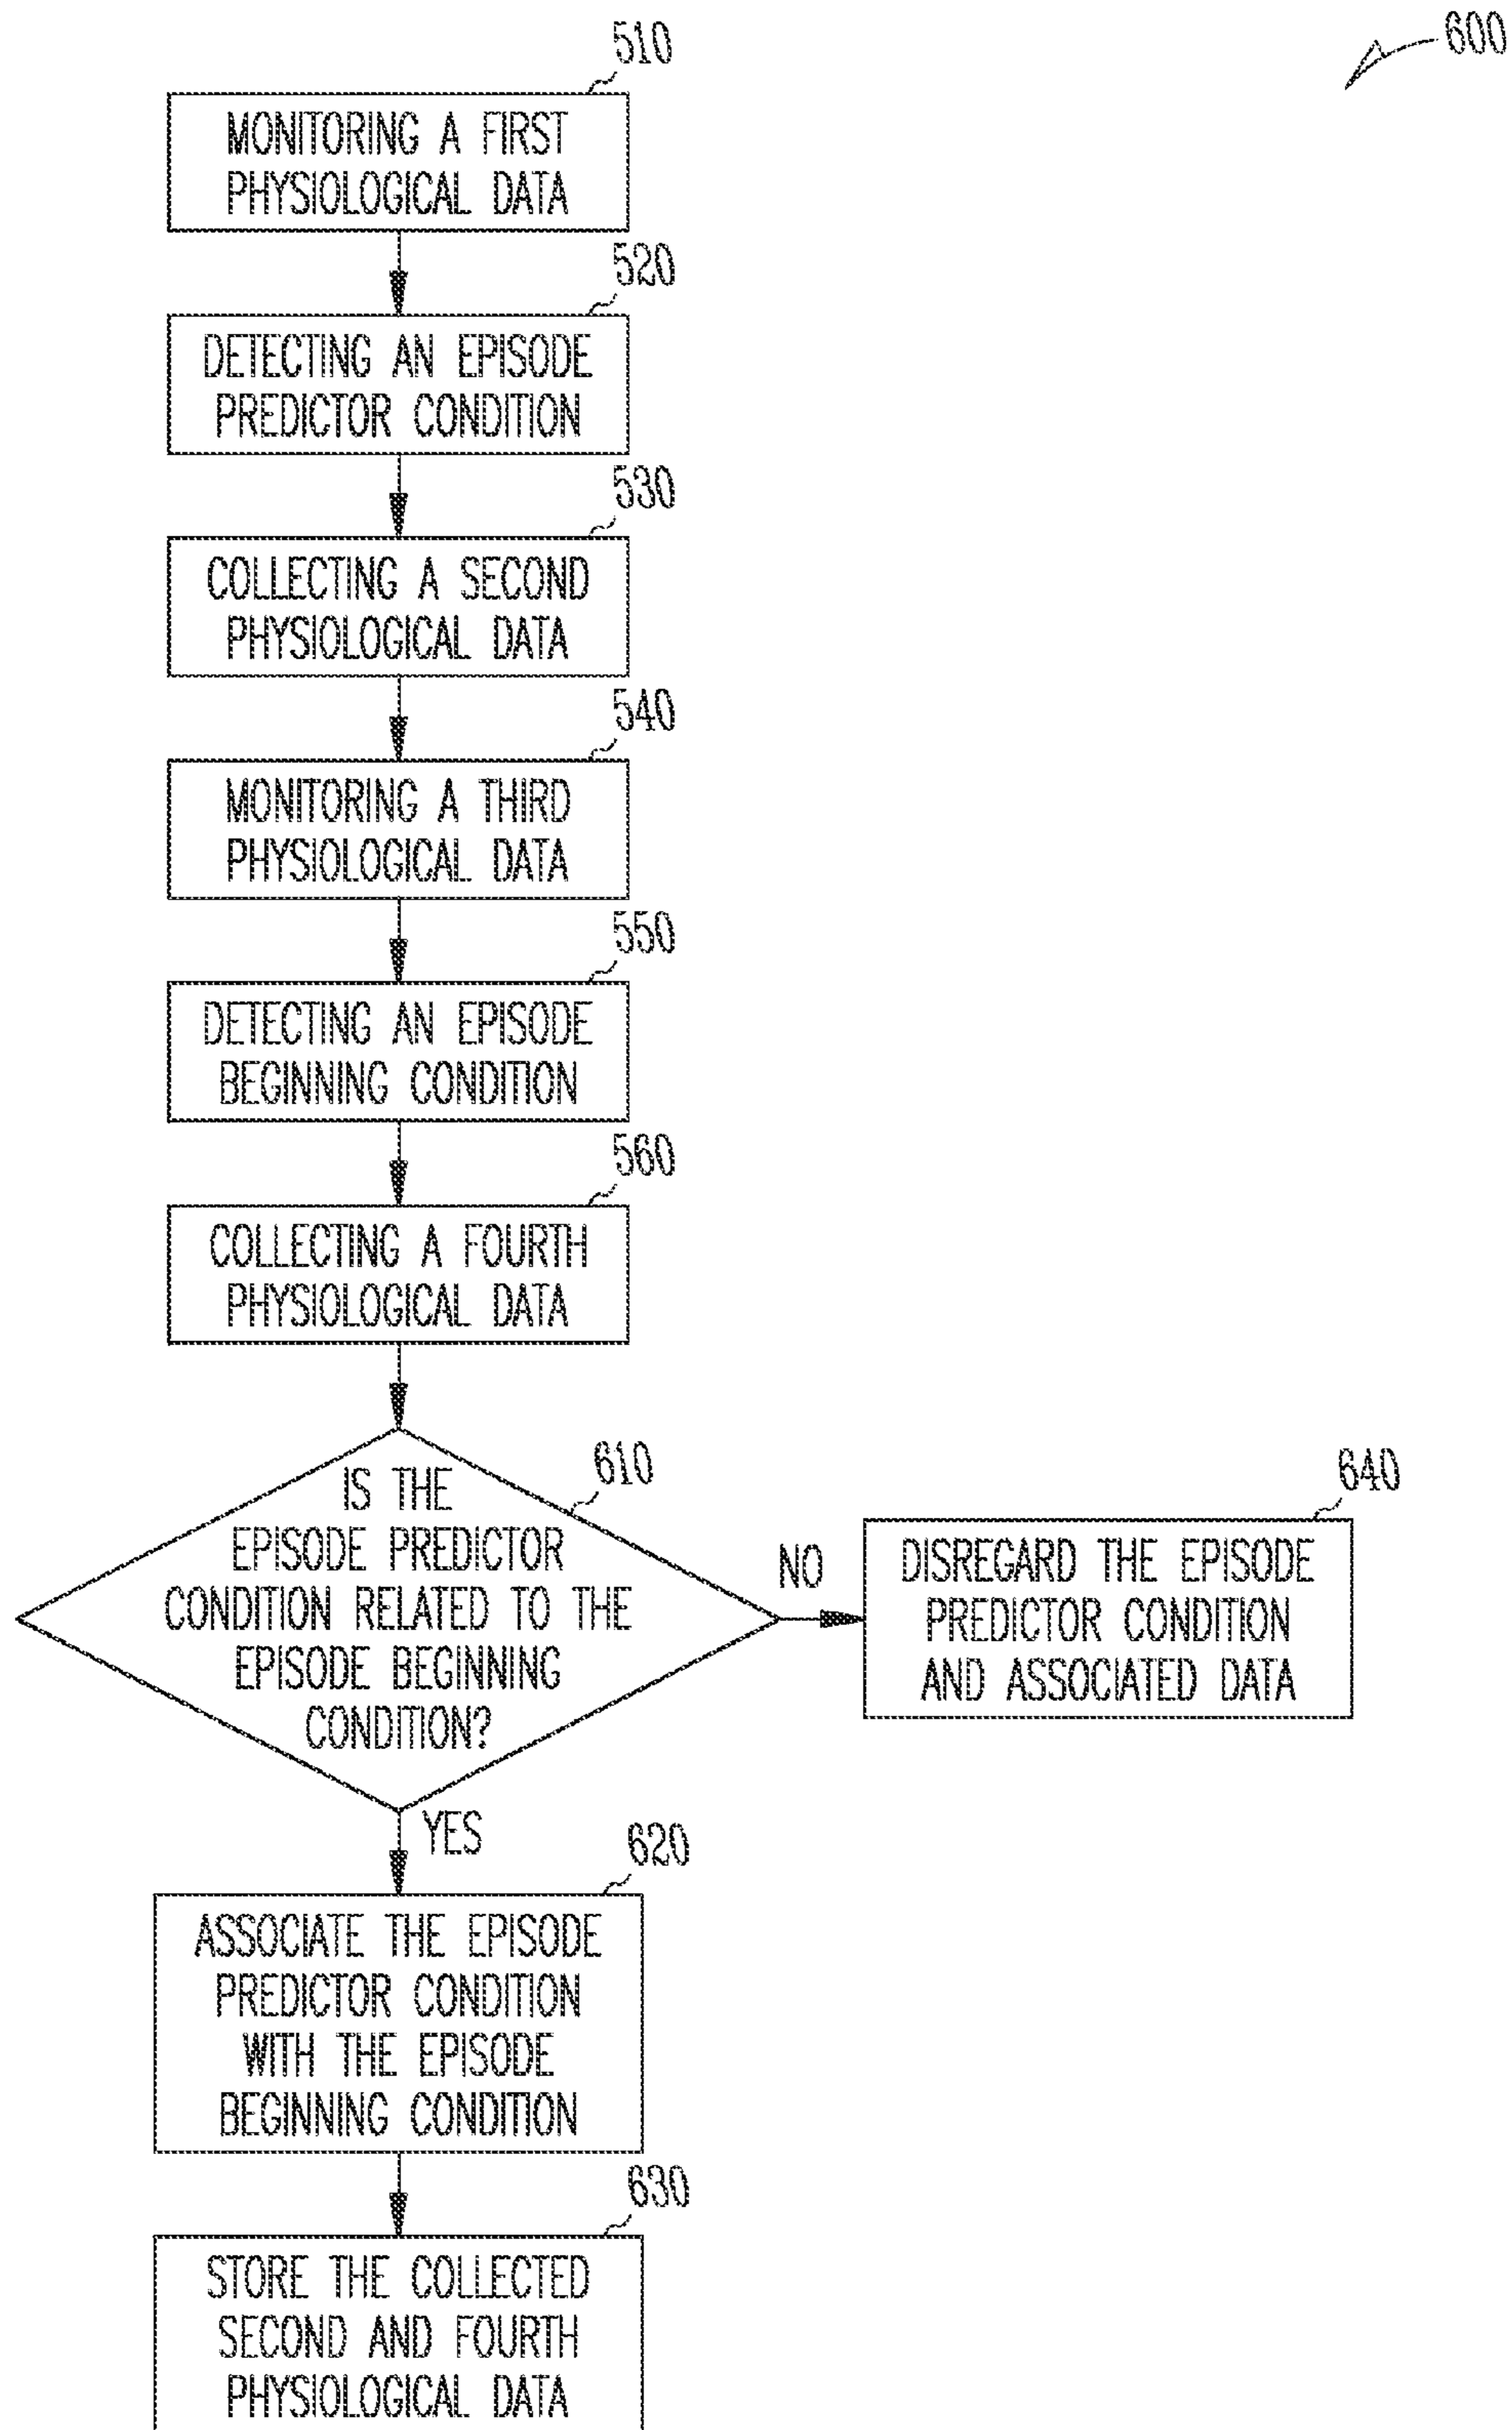 600
510
MONITORING A FIRST
PHYSIOLOGICAL DATA
520
DETECTING AN EPISODE
PREDICTOR CONDITION
530
COLLECTING A SECOND
PHYSIOLOGICAL DATA
540
MONITORING A THIRD
PHYSIOLOGICAL DATA
550
DETECTING AN EPISODE
BEGINNING CONDITION
560
COLLECTING A FOURTH
PHYSIOLOGICAL DATA
610
IS THE
EPISODE PREDICTOR
CONDITION RELATED TO THE
EPISODE BEGINNING
CONDITION?
NO
640
DISREGARD THE EPISODE
PREDICTOR CONDITION
AND ASSOCIATED DATA
YES
620
ASSOCIATE THE EPISODE
PREDICTOR CONDITION
WITH THE EPISODE
BEGINNING CONDITION
630
STORE THE COLLECTED
SECOND AND FOURTH
PHYSIOLOGICAL DATA